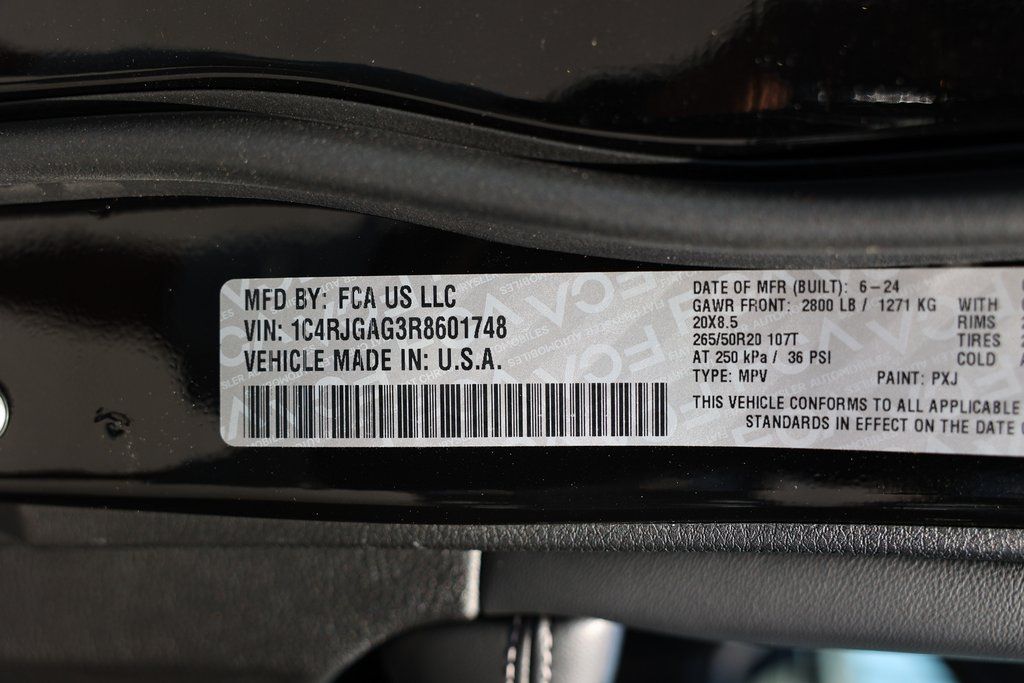 MFD BY: FCA US LLC
VIN: 1C4RJGAG3R8601748
VEHICLE MADE IN: U.S.A.
DATE OF MFR (BUILT): 6-24
GAWR FRONT: 2800 LB / 1271 KG WITH
20X8.5 RIMS
265/50R20 107T TIRES
AT 250 kPa / 36 PSI COLD
TYPE: MPV PAINT: PXJ
THIS VEHICLE CONFORMS TO ALL APPLICABLE
STANDARDS IN EFFECT ON THE DATE